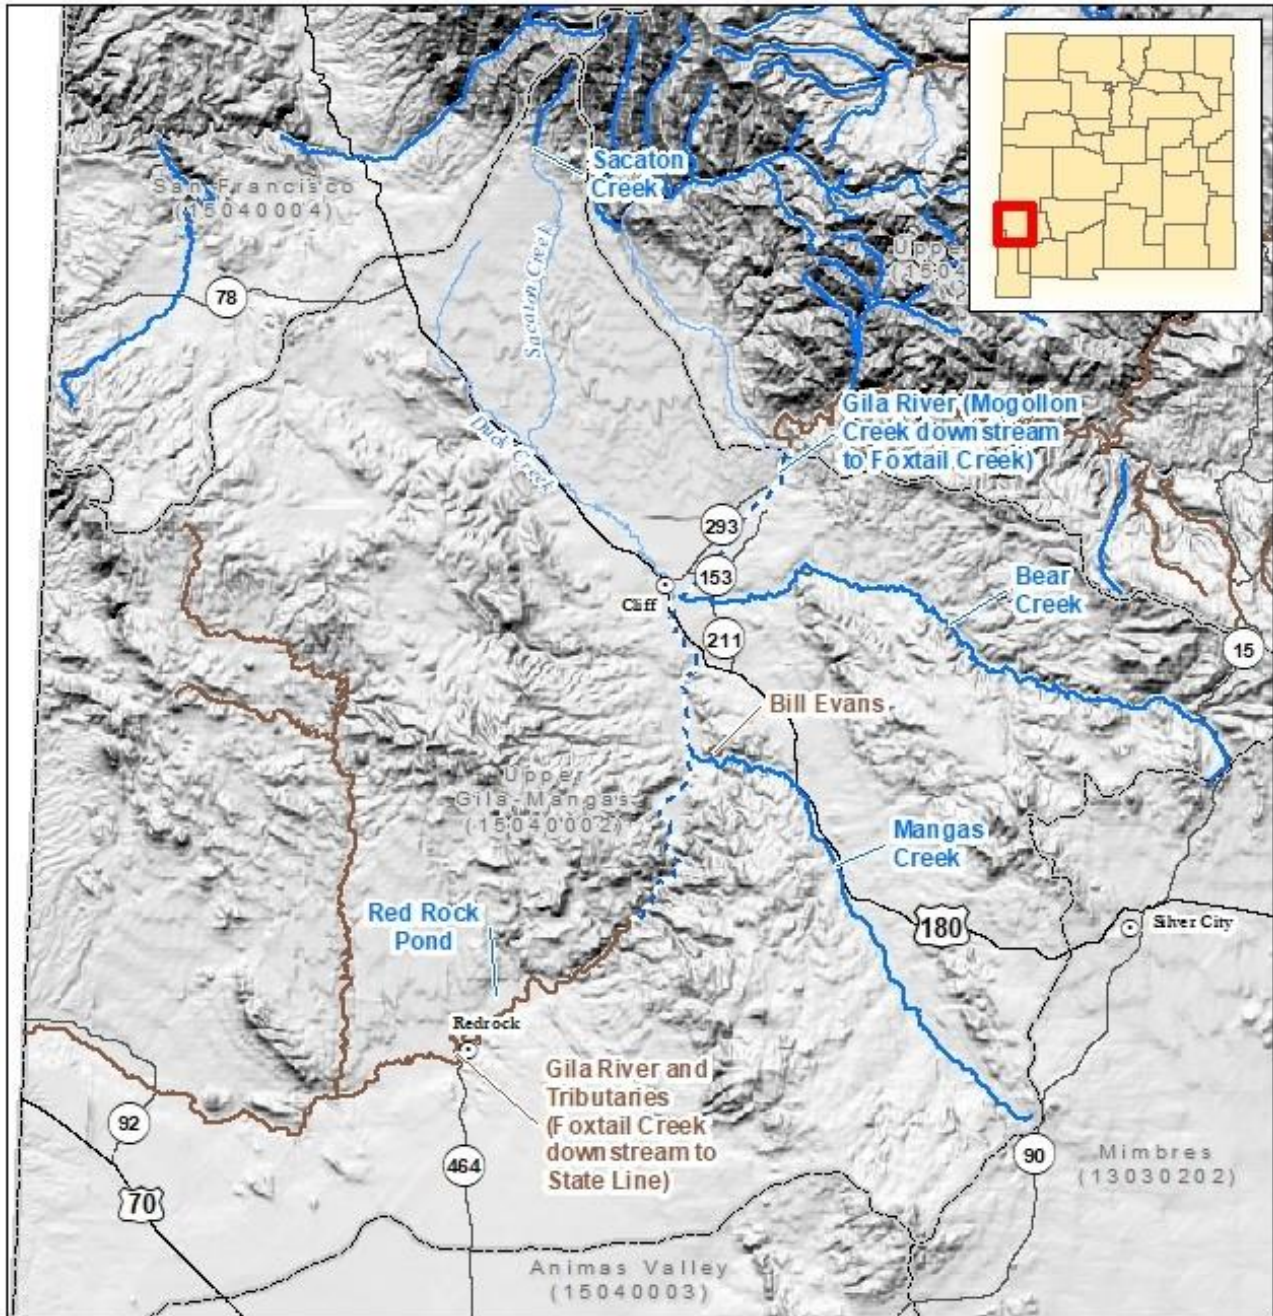 Sacaton
Creek
San Francisco
(15040004)
78
Sacaton Creek
Duck Creek
Gila River (Mogollon
Creek downstream
to Foxtail Creek)
293
153
Cliff
211
Bear
Creek
15
Bill Evans
Upper
Gila-Mangas
(15040002)
Mangas
Creek
Red Rock
Pond
180
Silver City
Redrock
Gila River and
Tributaries
(Foxtail Creek
downstream to
State Line)
92
70
464
90
Mimbres
(13030202)
Animas Valley
(15040003)